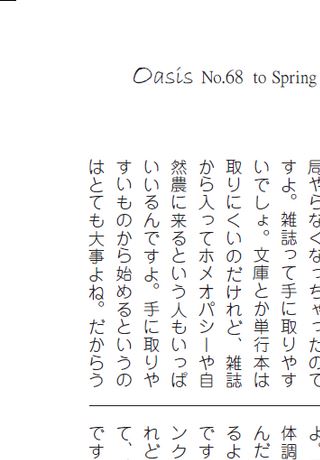 Oasis No.68 to Spring
局やらなくなっちゃったので
すよ。雑誌って手に取りやす
いでしょ。文庫とか単行本は
取りにくいのだけれど、雑誌
から入ってホメオパシーや自
然農に来るという人もいっぱ
いいるんですよ。手に取りや
すいものから始めるというの
はとても大事よね。だからう
よ。
体調
んだ
るよ
です
ンク
れど
て、
です